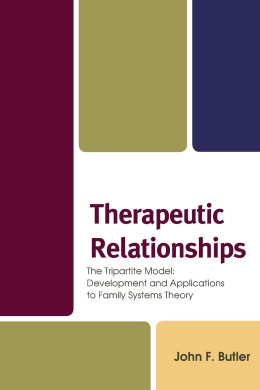 Therapeutic
Relationships
The Tripartite Model:
Development and Applications
to Family Systems Theory
John F. Butler